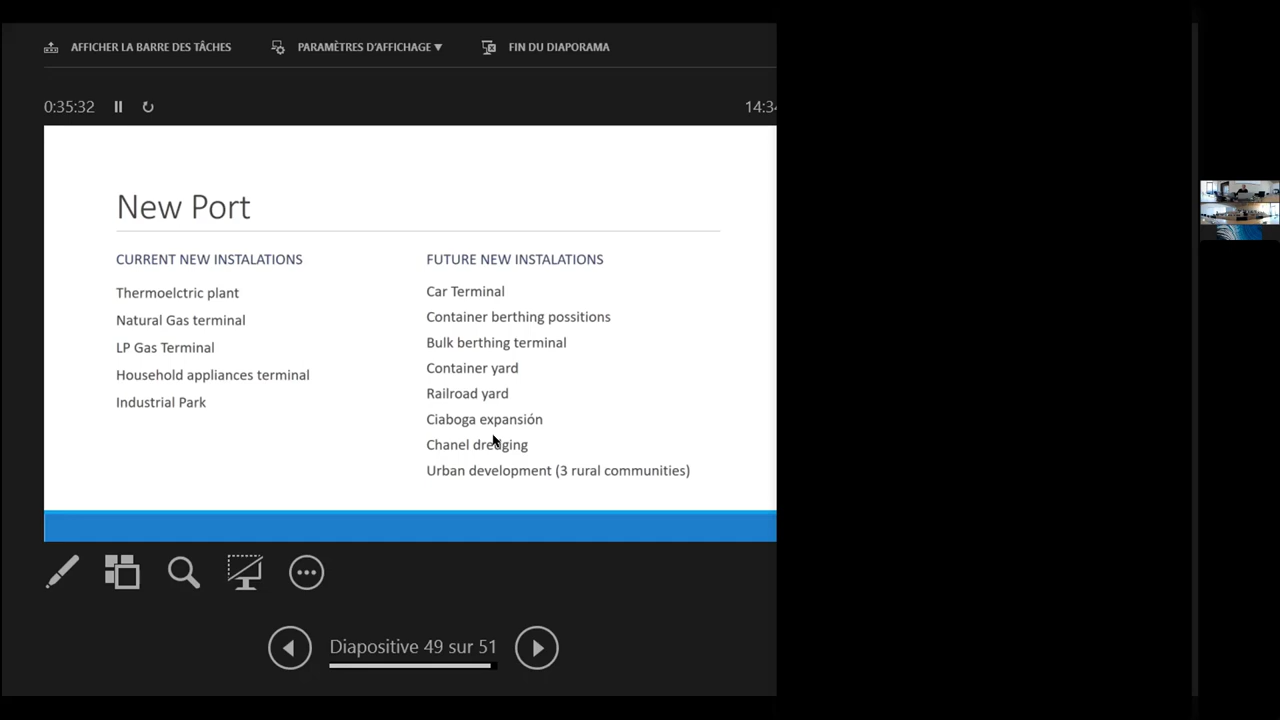 AFFICHER LA BARRE DES TÂCHES
PARAMÈTRES D'AFFICHAGE
FIN DU DIAPORAMA
0:35:32
14:34
New Port
CURRENT NEW INSTALATIONS
Thermoelctric plant
Natural Gas terminal
LP Gas Terminal
Household appliances terminal
Industrial Park
FUTURE NEW INSTALATIONS
Car Terminal
Container berthing possitions
Bulk berthing terminal
Container yard
Railroad yard
Ciaboga expansión
Chanel dredging
Urban development (3 rural communities)
Diapositive 49 sur 51